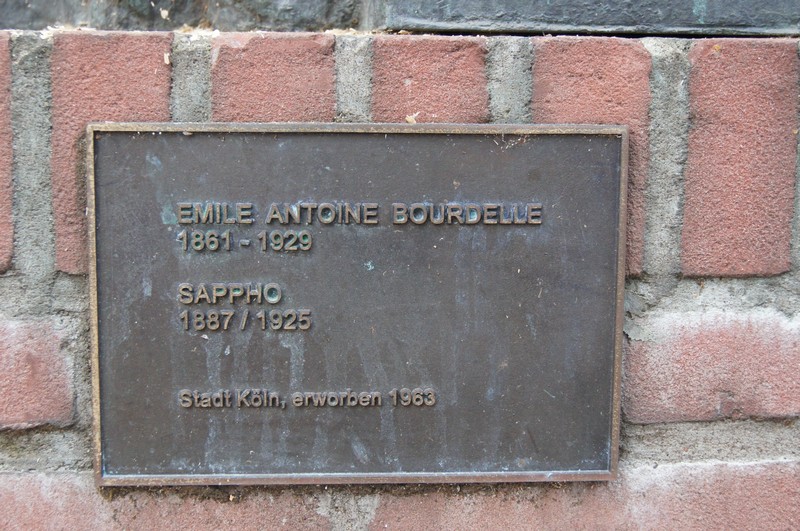 EMILE ANTOINE BOURDELLE
1861 - 1929
SAPPHO
1887 / 1925
Stadt Köln, erworben 1963